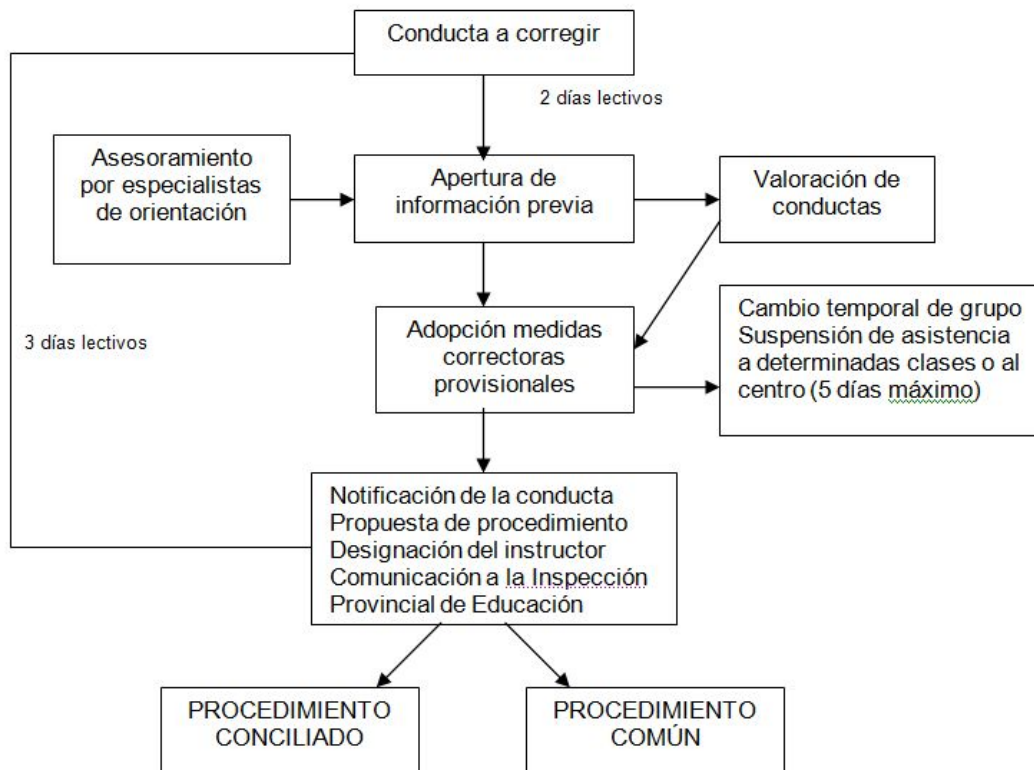 Conducta a corregir
2 días lectivos
Asesoramiento
por especialistas
de orientación
Apertura de
información previa
Valoración de
conductas
3 días lectivos
Adopción medidas
correctoras
provisionales
Cambio temporal de grupo
Suspensión de asistencia
a determinadas clases o al
centro (5 días máximo)
Notificación de la conducta
Propuesta de procedimiento
Designación del instructor
Comunicación a la Inspección
Provincial de Educación
PROCEDIMIENTO
CONCILIADO
PROCEDIMIENTO
COMÚN